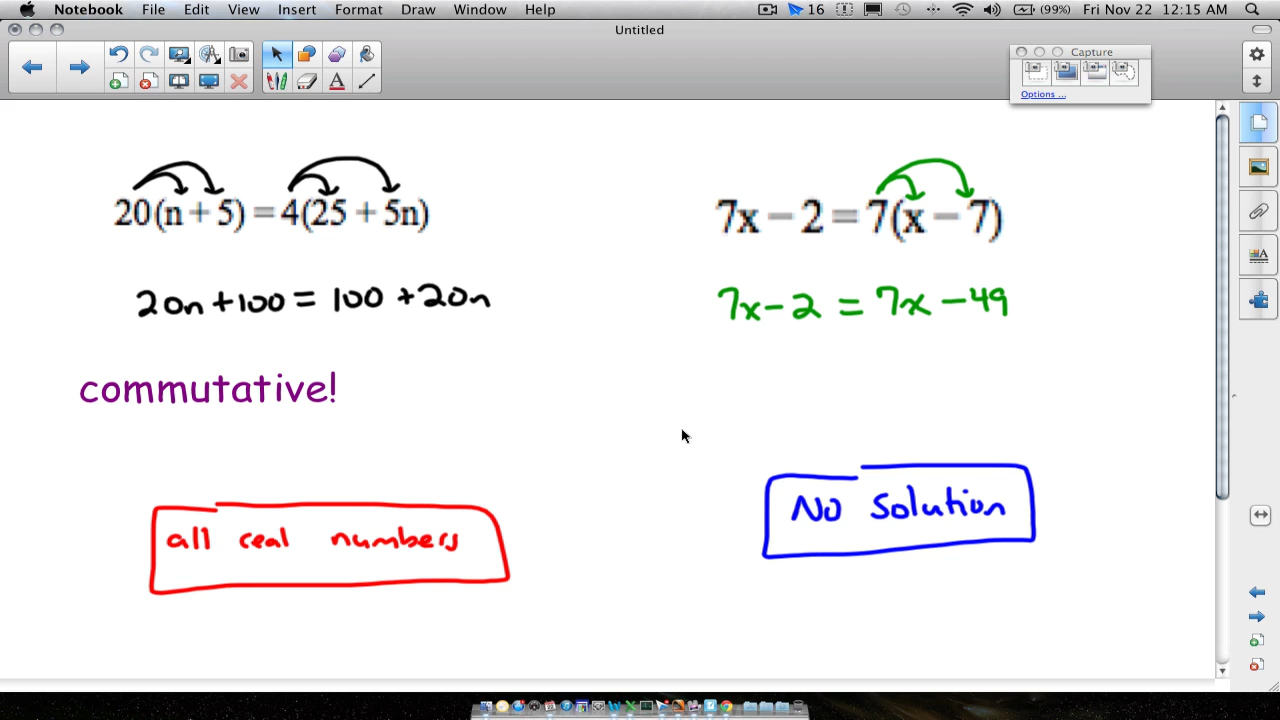 Notebook File Edit View Insert Format Draw Window Help 16 (99%) Fri Nov 22 12:15 AM
Untitled
Capture
Options ...
20(n + 5) = 4(25 + 5n)
20n + 100 = 100 + 20n
commutative!
all real numbers
7x − 2 = 7(x − 7)
7x − 2 = 7x − 49
No solution